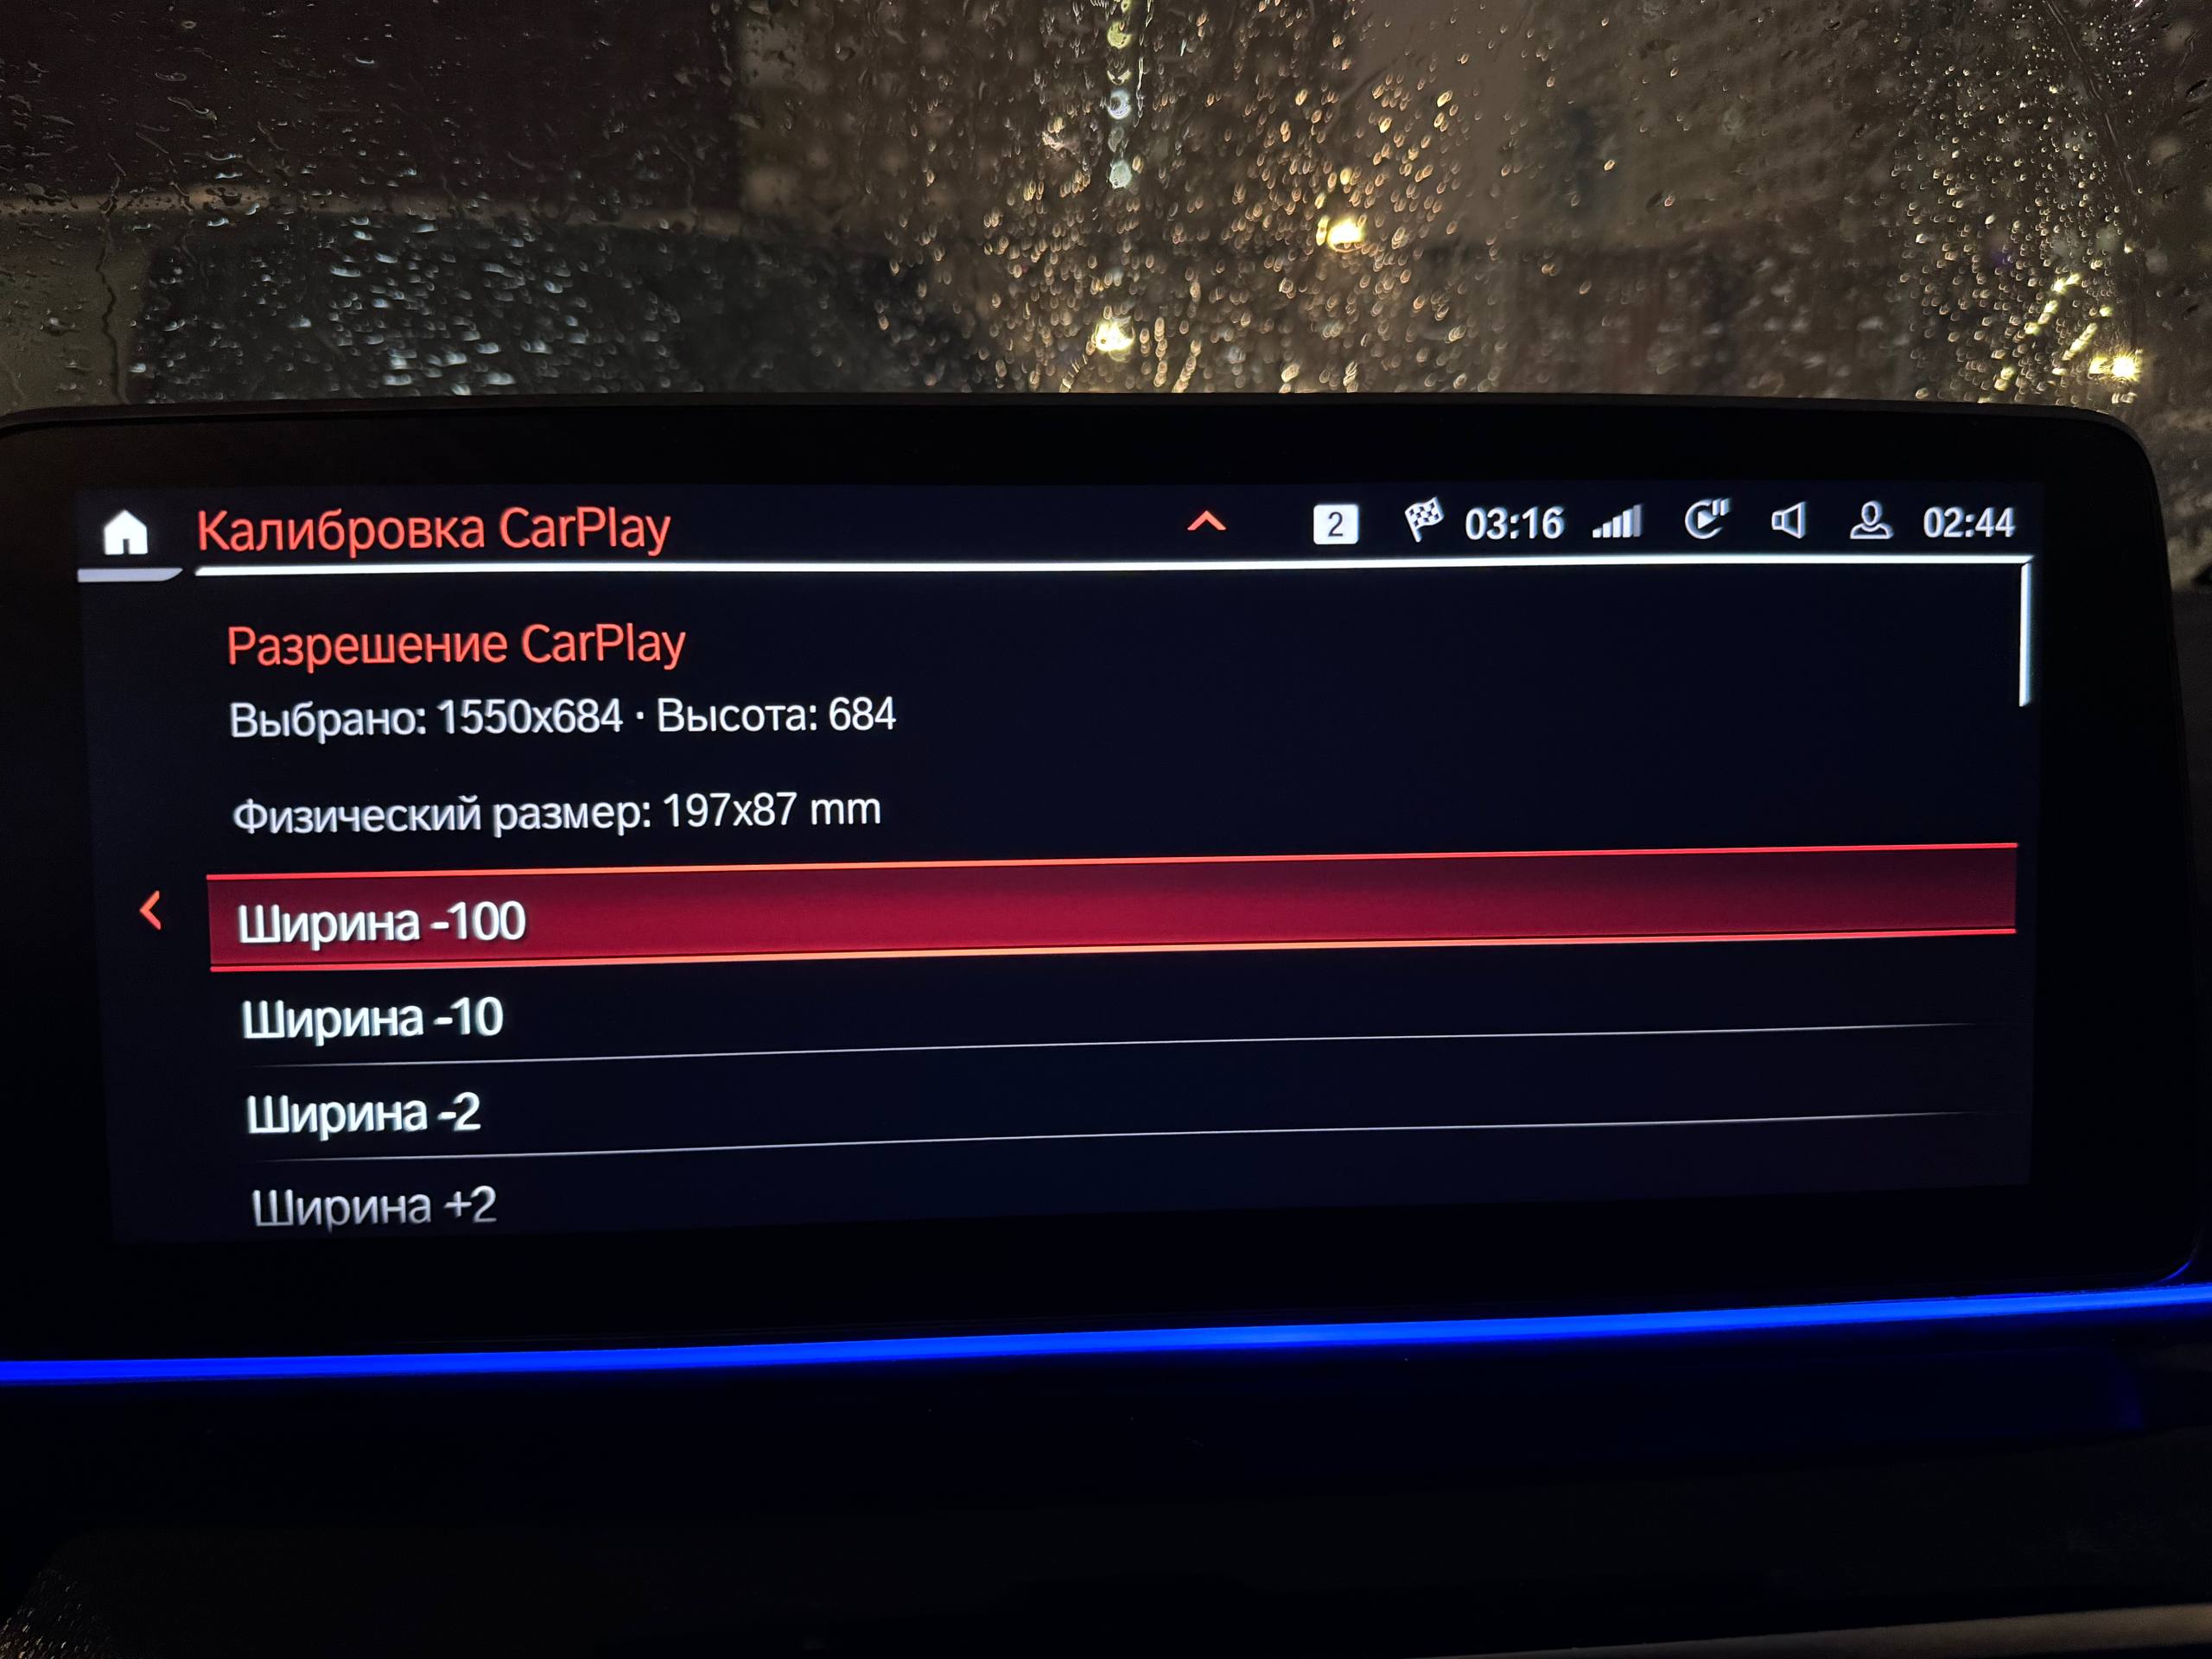 Калибровка CarPlay 2 03:16 02:44
Разрешение CarPlay
Выбрано: 1550x684 · Высота: 684
Физический размер: 197x87 mm
Ширина -100
Ширина -10
Ширина -2
Ширина +2